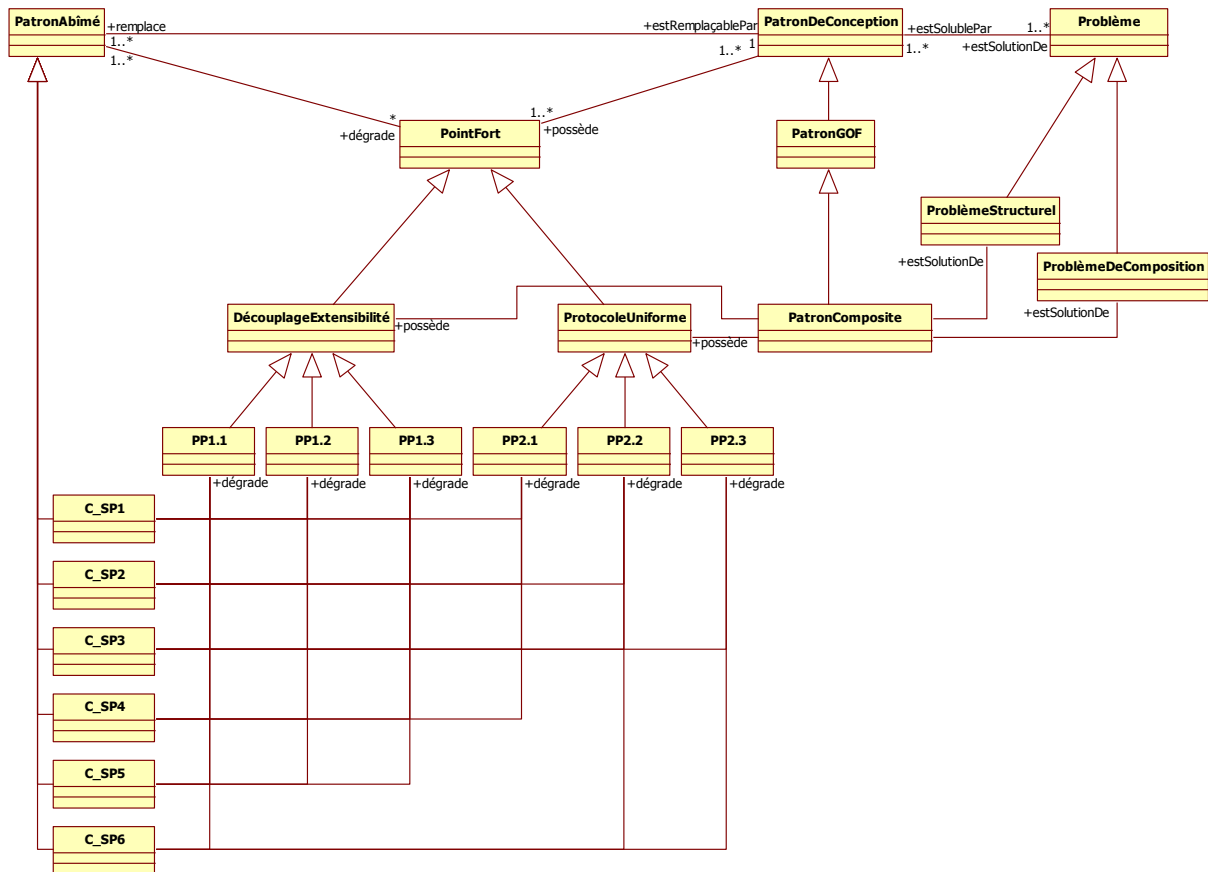 PatronAbîmé
+remplace
1..*
1..*
+estRemplaçablePar
1..*
1
PatronDeConception
+estSolublePar
1..*
1..*
+estSolutionDe
Problème
*
+dégrade
PointFort
1..*
+possède
PatronGOF
ProblèmeStructurel
+estSolutionDe
ProblèmeDeComposition
+estSolutionDe
DécouplageExtensibilité
+possède
ProtocoleUniforme
+possède
PatronComposite
PP1.1
PP1.2
PP1.3
PP2.1
PP2.2
PP2.3
+dégrade
+dégrade
+dégrade
+dégrade
+dégrade
+dégrade
C_SP1
C_SP2
C_SP3
C_SP4
C_SP5
C_SP6